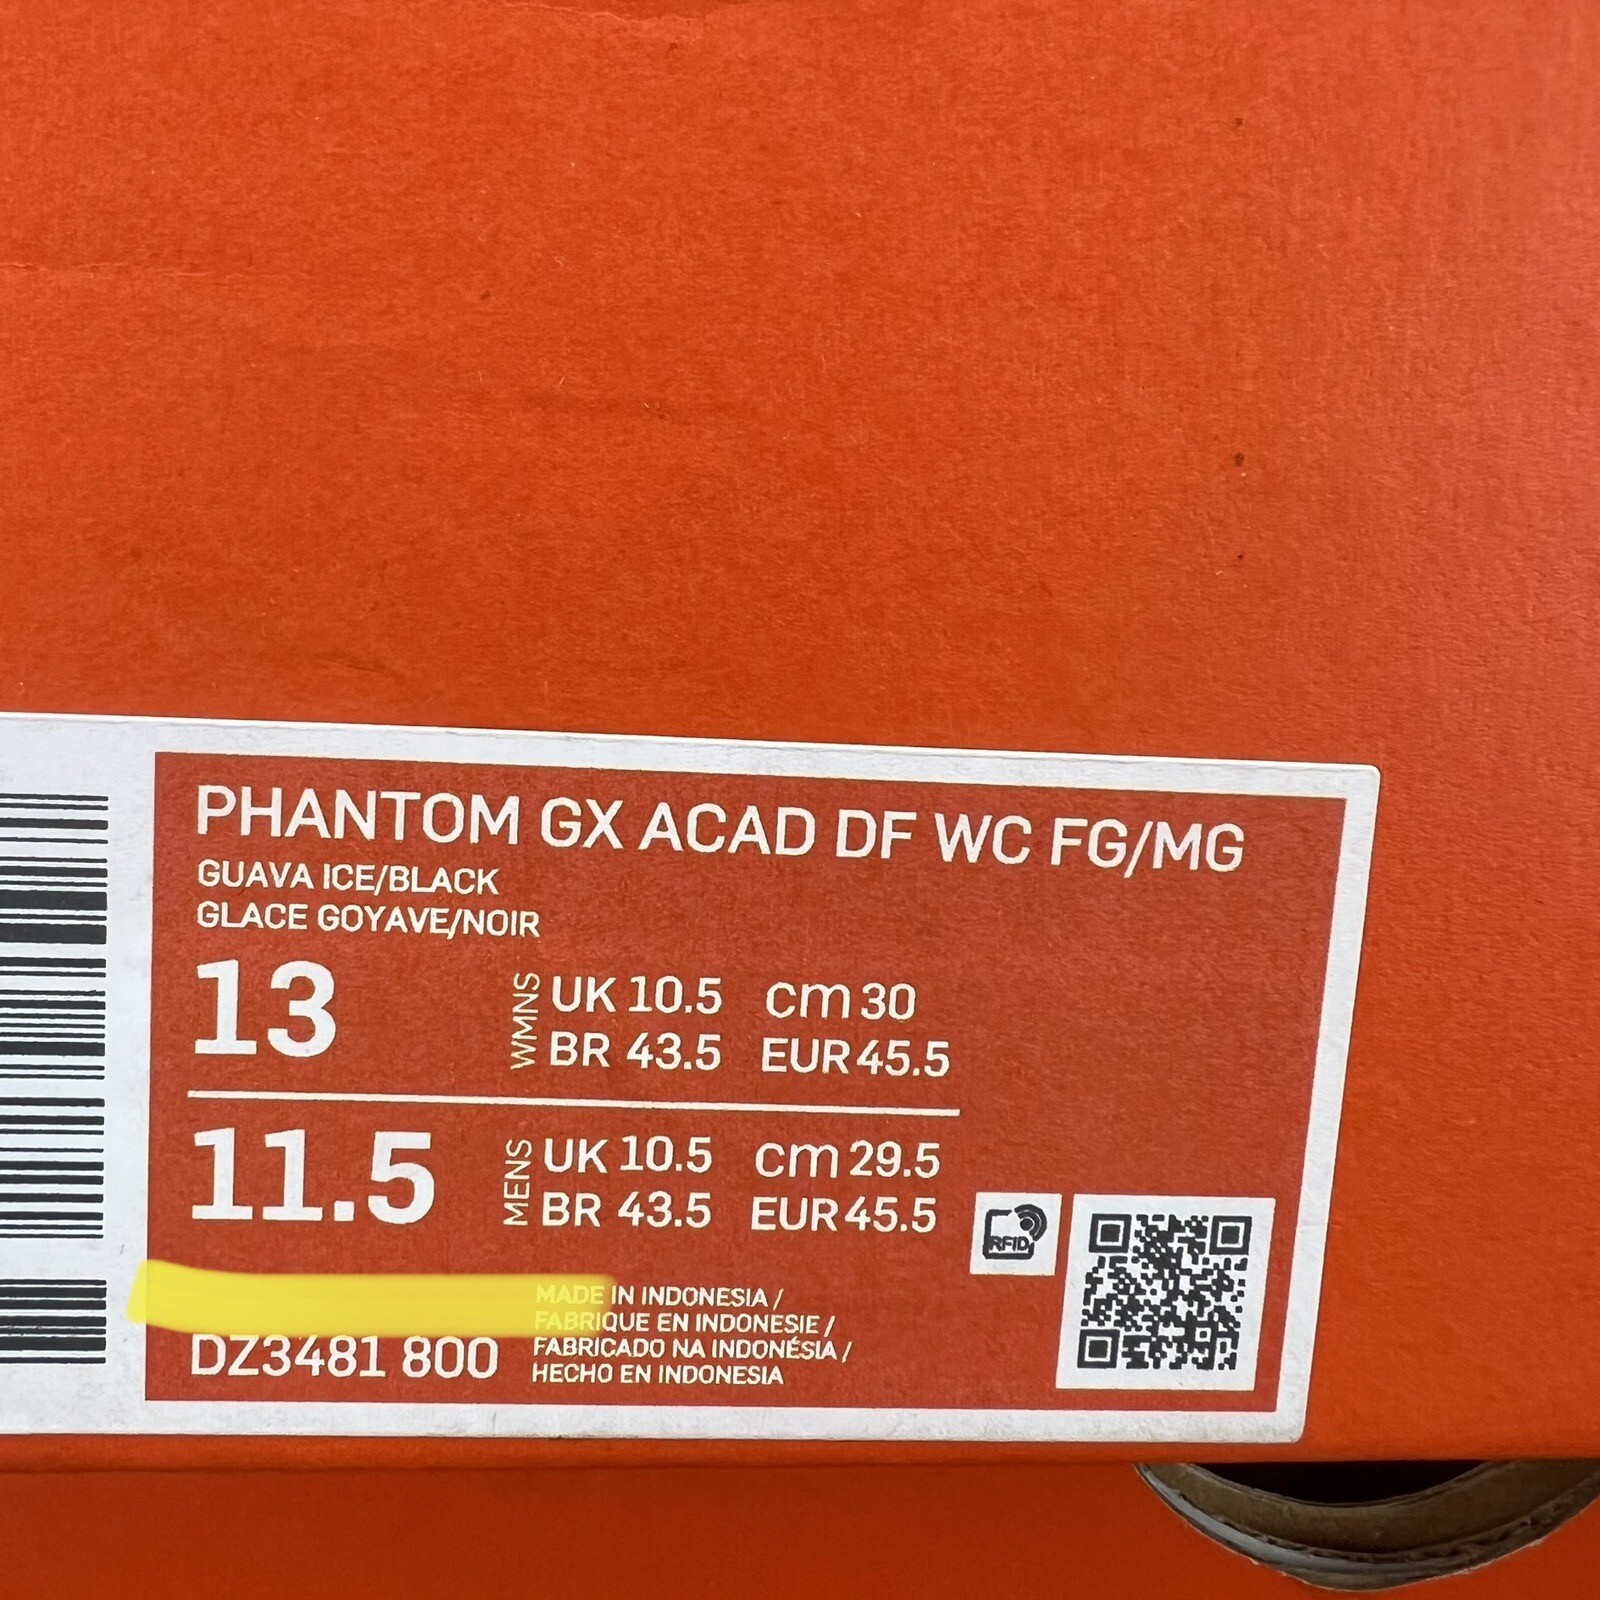 PHANTOM GX ACAD DF WC FG/MG
GUAVA ICE/BLACK
GLACE GOYAVE/NOIR
13 WMNS UK 10.5 cm 30
BR 43.5 EUR 45.5
11.5 MENS UK 10.5 cm 29.5
BR 43.5 EUR 45.5
RFID
MADE IN INDONESIA /
FABRIQUE EN INDONESIE /
FABRICADO NA INDONÉSIA /
HECHO EN INDONESIA
DZ3481 800